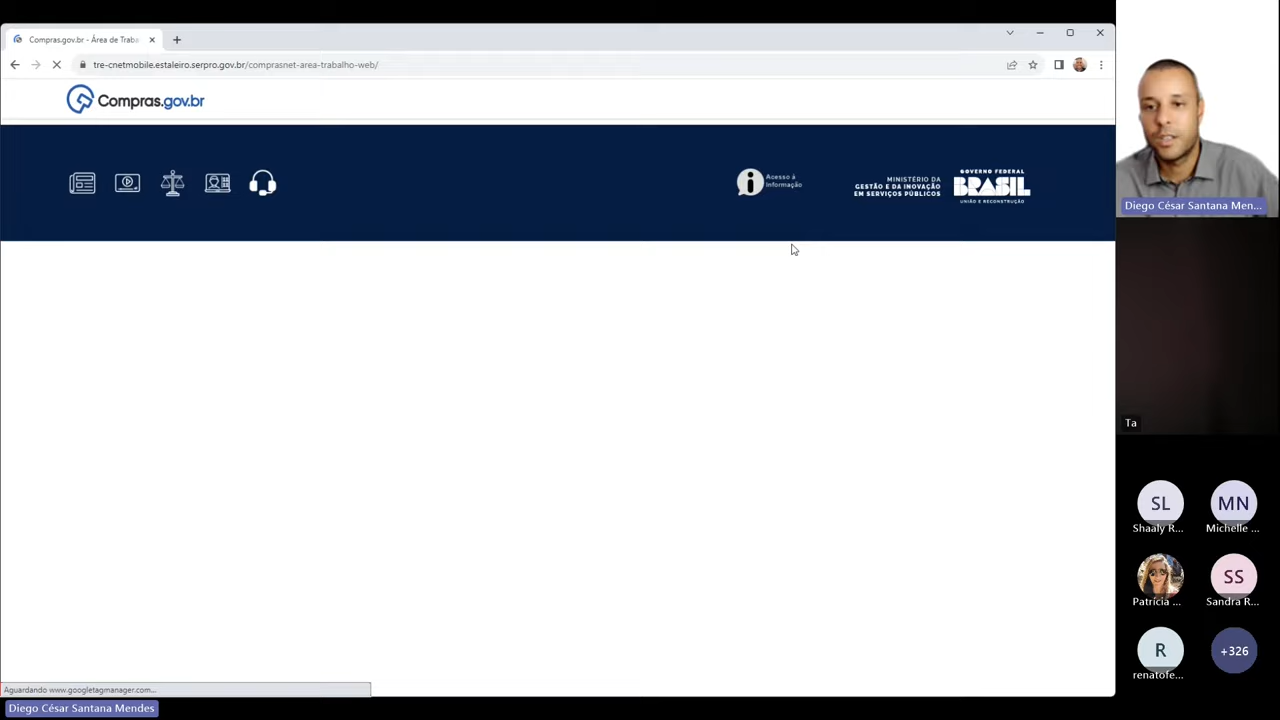 Compras.gov.br - Área de Traba
tre-cnetmobile.estaleiro.serpro.gov.br/comprasnet-area-trabalho-web/
Compras.gov.br
Acesso à
Informação
MINISTÉRIO DA
GESTÃO E DA INOVAÇÃO
EM SERVIÇOS PÚBLICOS
GOVERNO FEDERAL
BRASIL
UNIÃO E RECONSTRUÇÃO
Aguardando www.googletagmanager.com...
Diego César Santana Mendes
Diego César Santana Men...
Ta
SL
MN
Shaaly R...
Michelle ...
SS
Patrícia ...
Sandra R...
R
+326
renatofe...